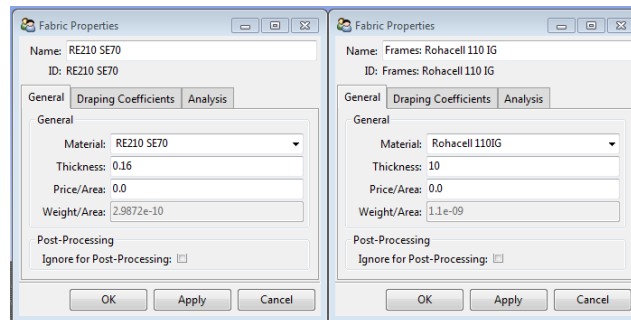 Fabric Properties
Name: RE210 SE70
ID: RE210 SE70
General Draping Coefficients Analysis
General
Material: RE210 SE70
Thickness: 0.16
Price/Area: 0.0
Weight/Area: 2.9872e-10
Post-Processing
Ignore for Post-Processing:
OK Apply Cancel
Fabric Properties
Name: Frames: Rohacell 110 IG
ID: Frames: Rohacell 110 IG
General Draping Coefficients Analysis
General
Material: Rohacell 110IG
Thickness: 10
Price/Area: 0.0
Weight/Area: 1.1e-09
Post-Processing
Ignore for Post-Processing:
OK Apply Cancel